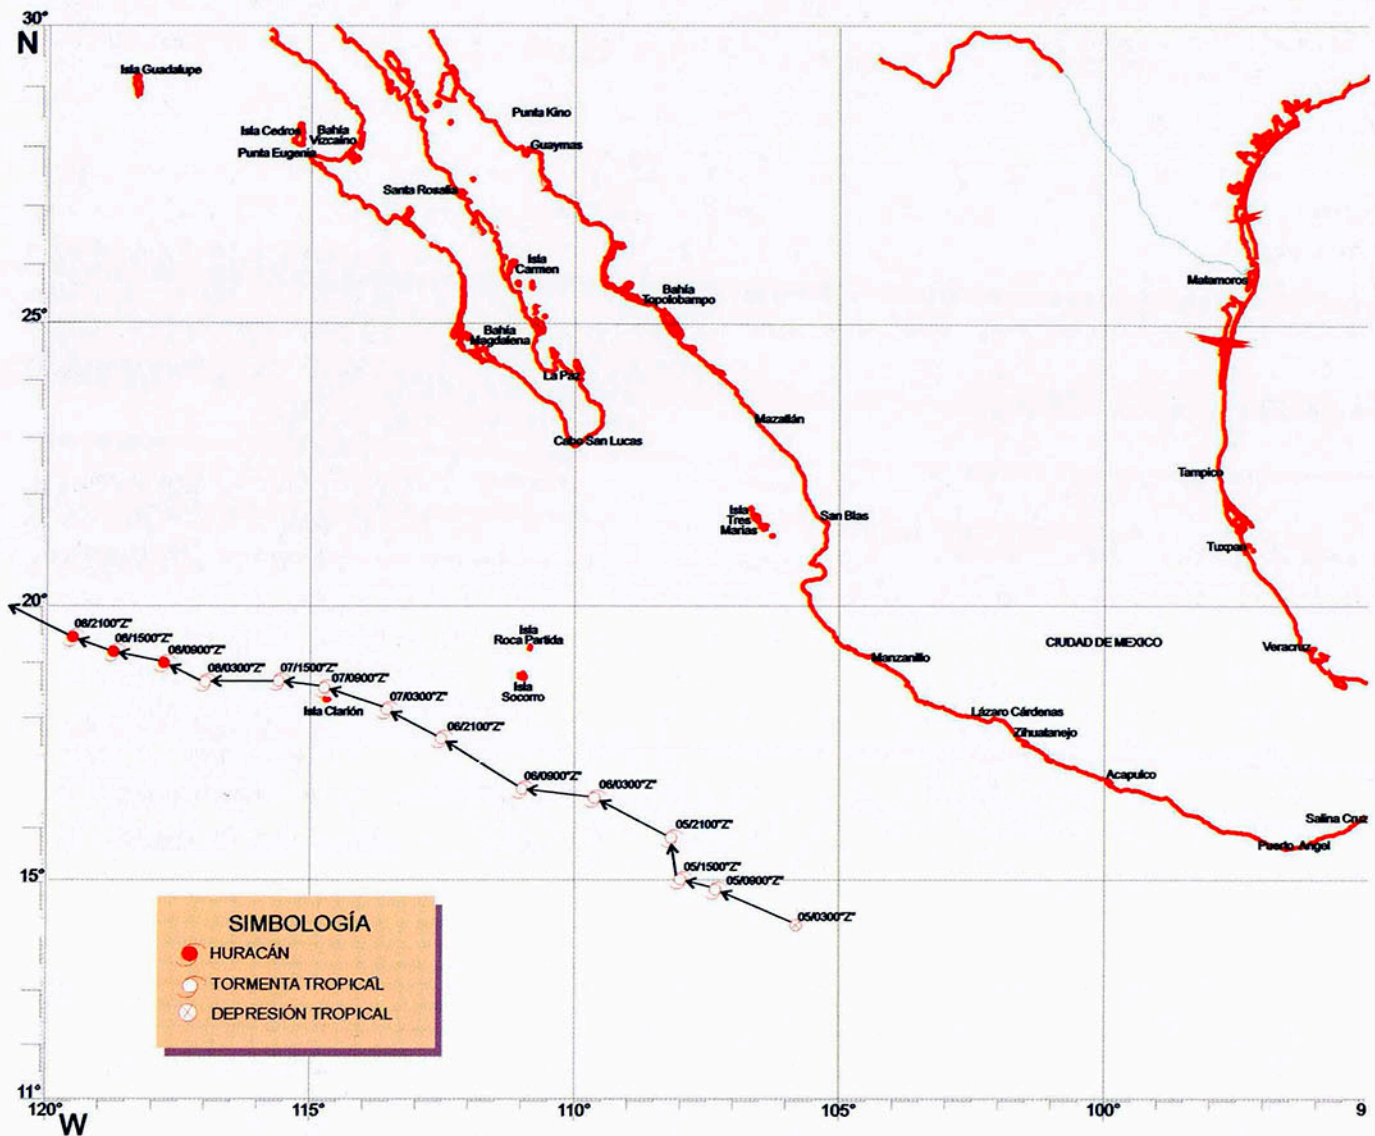 30°
N
Isla Guadalupe
Punta Kino
Isla Cedros
Bahía
Vizcaino
Guaymas
Punta Eugenia
Santa Rosalia
Isla
Carmen
Matamoros
Bahía
Topolobampo
25°
Bahía
Magdalena
La Paz
Mazatlán
Cabo San Lucas
Tampico
Isla
Tres
Marias
San Blas
Tuxpan
20°
08/2100"Z"
08/1500"Z"
08/0900"Z"
08/0300"Z"
07/1500"Z"
07/0900"Z"
07/0300"Z"
06/2100"Z"
Isla
Roca Partida
CIUDAD DE MEXICO
Veracruz
Manzanillo
Isla
Socorro
Isla Clarión
Lázaro Cárdenas
Zihuatanejo
06/0900"Z"
06/0300"Z"
Acapulco
Salina Cruz
Puerto Angel
05/2100"Z"
05/1500"Z"
05/0900"Z"
05/0300"Z"
15°
SIMBOLOGÍA
HURACÁN
TORMENTA TROPICAL
DEPRESIÓN TROPICAL
11°
120°
115°
110°
105°
100°
9
W